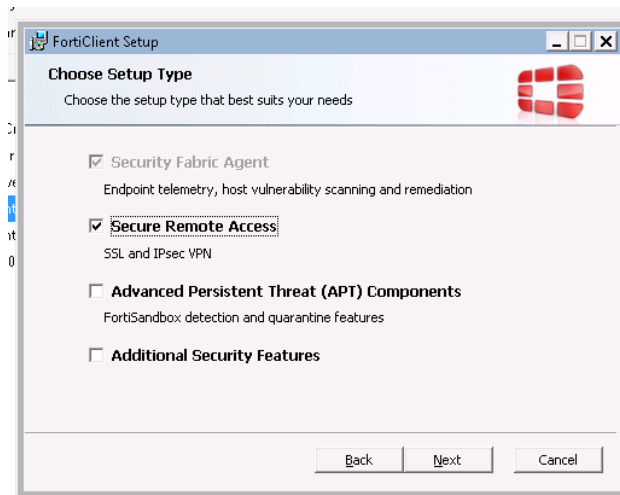 FortiClient Setup
Choose Setup Type
Choose the setup type that best suits your needs
Security Fabric Agent
Endpoint telemetry, host vulnerability scanning and remediation
Secure Remote Access
SSL and IPsec VPN
Advanced Persistent Threat (APT) Components
FortiSandbox detection and quarantine features
Additional Security Features
Back Next Cancel